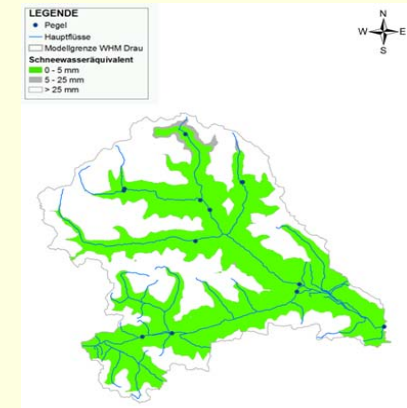 LEGENDE
Pegel
Hauptflüsse
Modellgrenze WHM Drau
Schneewasseräquivalent
0 - 5 mm
5 - 25 mm
> 25 mm
N
W E
S